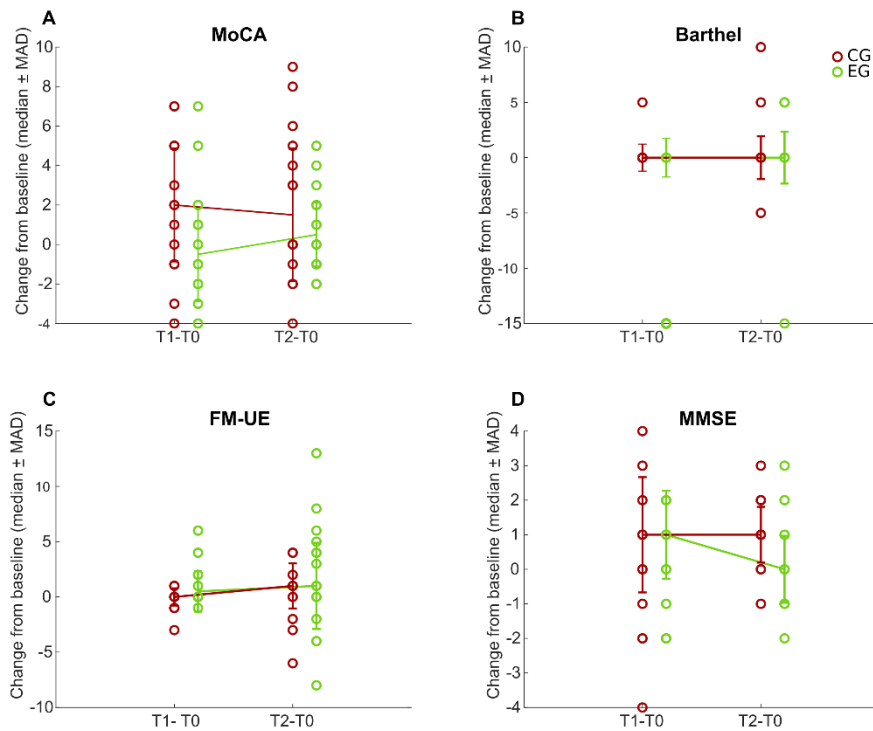 A
MoCA
Change from baseline (median ± MAD)
10
8
6
4
2
0
-2
-4
T1-T0
T2-T0
B
Barthel
CG
EG
Change from baseline (median ± MAD)
10
5
0
-5
-10
-15
T1-T0
T2-T0
C
FM-UE
Change from baseline (median ± MAD)
15
10
5
0
-5
-10
T1- T0
T2-T0
D
MMSE
Change from baseline (median ± MAD)
4
3
2
1
0
-1
-2
-3
-4
T1-T0
T2-T0